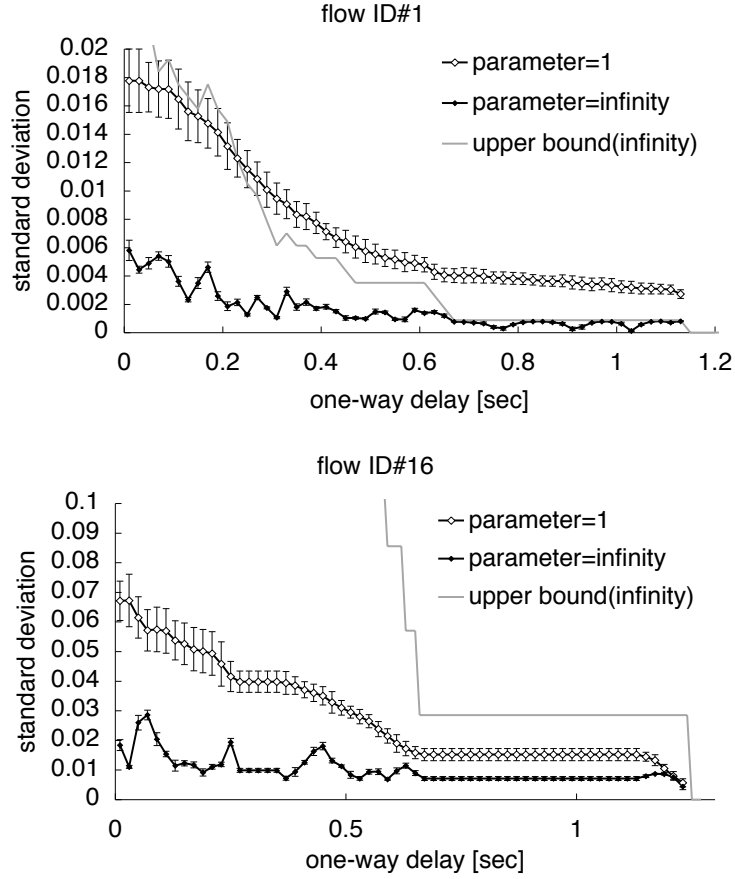 flow ID#1
0.02
0.018
0.016
0.014
0.012
0.01
0.008
0.006
0.004
0.002
0
standard deviation
parameter=1
parameter=infinity
upper bound(infinity)
0
0.2
0.4
0.6
0.8
1
1.2
one-way delay [sec]
flow ID#16
0.1
0.09
0.08
0.07
0.06
0.05
0.04
0.03
0.02
0.01
0
standard deviation
parameter=1
parameter=infinity
upper bound(infinity)
0
0.5
1
one-way delay [sec]